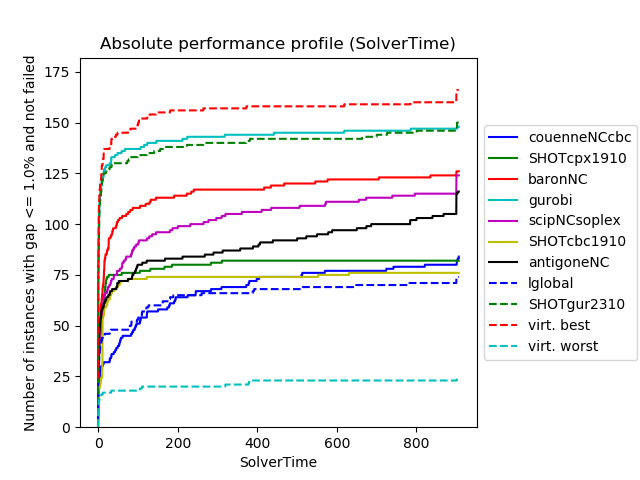 Absolute performance profile (SolverTime)
Number of instances with gap <= 1.0% and not failed
175
150
125
100
75
50
25
0
0 200 400 600 800
SolverTime
couenneNCcbc
SHOTcpx1910
baronNC
gurobi
scipNCsoplex
SHOTcbc1910
antigoneNC
lglobal
SHOTgur2310
virt. best
virt. worst